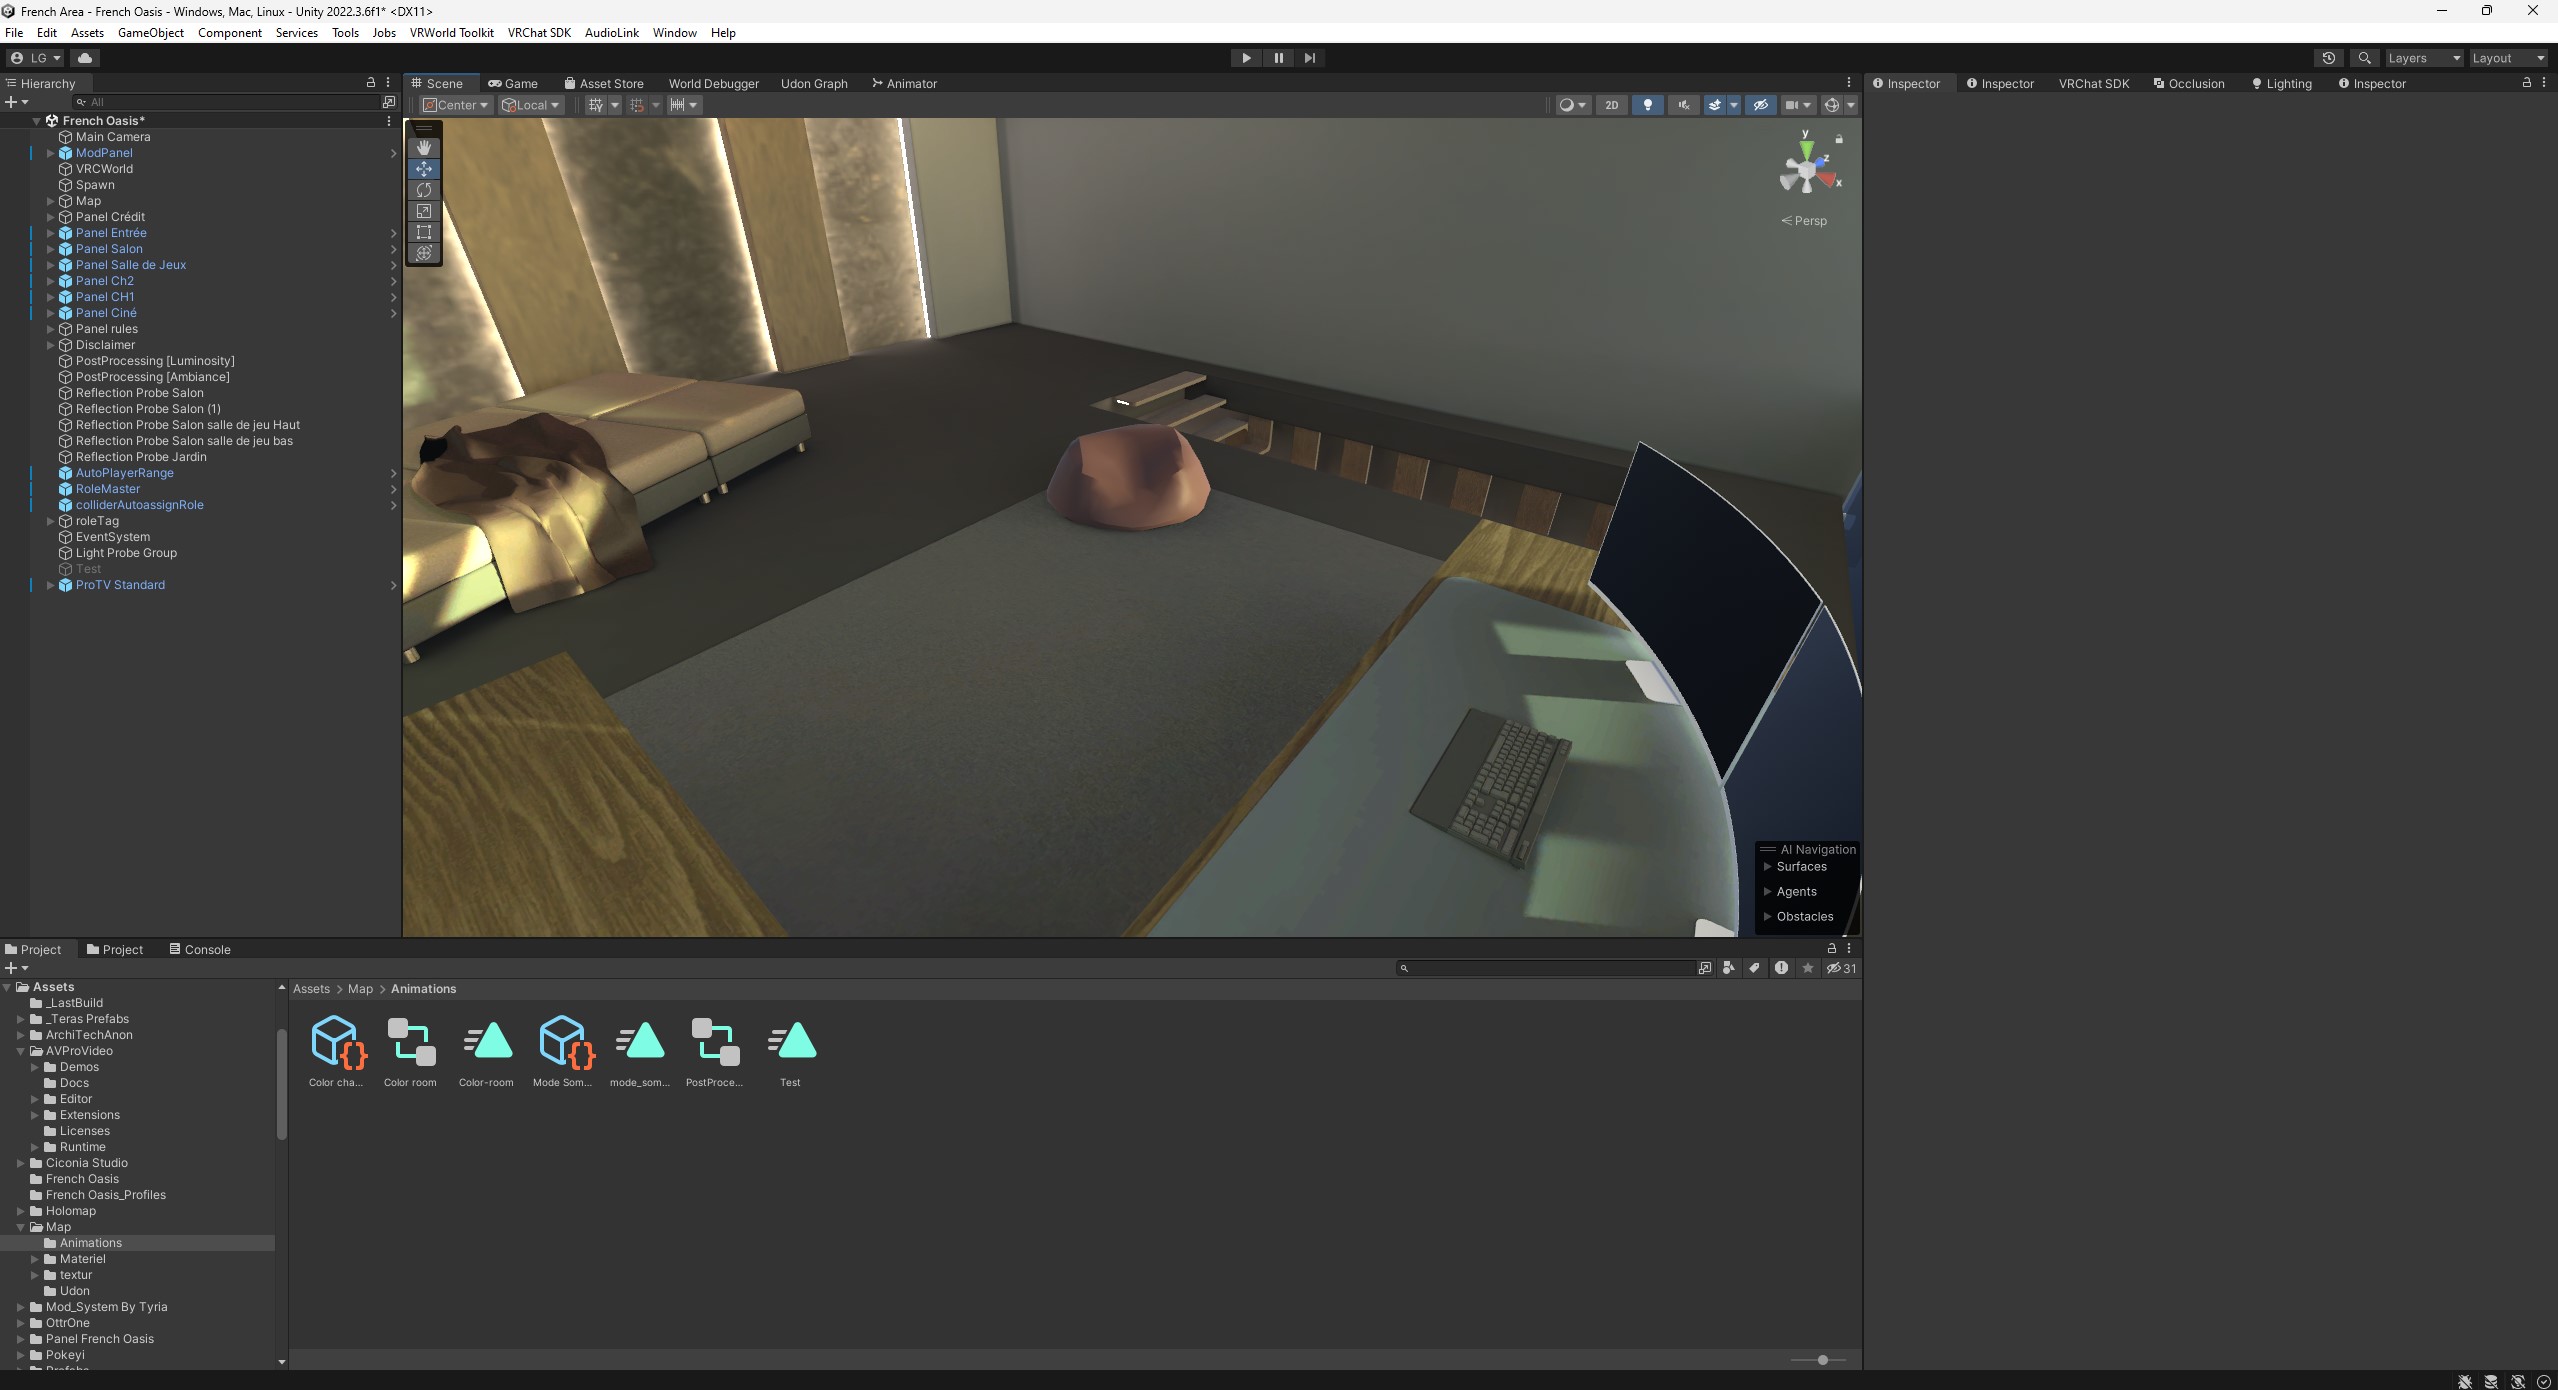 French Area - French Oasis - Windows, Mac, Linux - Unity 2022.3.6f1* <DX11>
File Edit Assets GameObject Component Services Tools Jobs VRWorld Toolkit VRChat SDK AudioLink Window Help
LG
Layers Layout
Hierarchy
All
French Oasis*
Main Camera
ModPanel
VRCWorld
Spawn
Map
Panel Crédit
Panel Entrée
Panel Salon
Panel Salle de Jeux
Panel Ch2
Panel CH1
Panel Ciné
Panel rules
Disclaimer
PostProcessing [Luminosity]
PostProcessing [Ambiance]
Reflection Probe Salon
Reflection Probe Salon (1)
Reflection Probe Salon salle de jeu Haut
Reflection Probe Salon salle de jeu bas
Reflection Probe Jardin
AutoPlayerRange
RoleMaster
colliderAutoassignRole
roleTag
EventSystem
Light Probe Group
Test
ProTV Standard
Scene Game Asset Store World Debugger Udon Graph Animator
Center Local
2D
y
z
x
Persp
AI Navigation
Surfaces
Agents
Obstacles
Inspector Inspector VRChat SDK Occlusion Lighting Inspector
Project Project Console
31
Assets
_LastBuild
_Teras Prefabs
ArchiTechAnon
AVProVideo
Demos
Docs
Editor
Extensions
Licenses
Runtime
Ciconia Studio
French Oasis
French Oasis_Profiles
Holomap
Map
Animations
Materiel
textur
Udon
Mod_System By Tyria
OttrOne
Panel French Oasis
Pokeyi
Assets > Map > Animations
Color cha... Color room Color-room Mode Som... mode_som... PostProce... Test